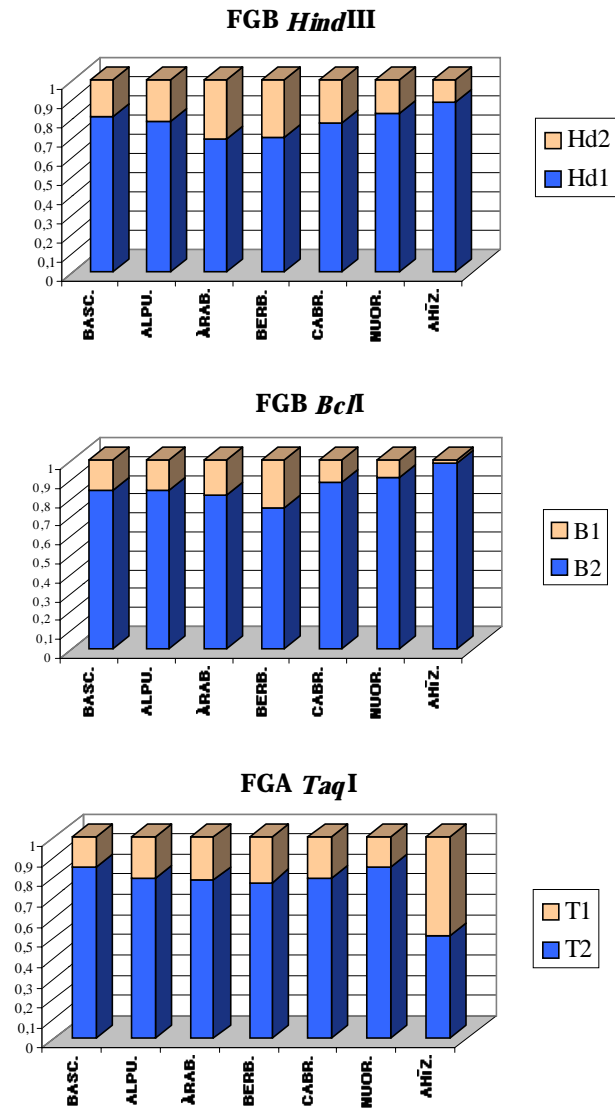 FGB HindIII
1
0,9
0,8
0,7
0,6
0,5
0,4
0,3
0,2
0,1
0
Hd2
Hd1
BASC.
ALPU.
ÀRAB.
BERB.
CABR.
NUOR.
AHĪZ.
FGB BclI
1
0,9
0,8
0,7
0,6
0,5
0,4
0,3
0,2
0,1
0
B1
B2
BASC.
ALPU.
ÀRAB.
BERB.
CABR.
NUOR.
AHĪZ.
FGA TaqI
1
0,9
0,8
0,7
0,6
0,5
0,4
0,3
0,2
0,1
0
T1
T2
BASC.
ALPU.
ÀRAB.
BERB.
CABR.
NUOR.
AHĪZ.